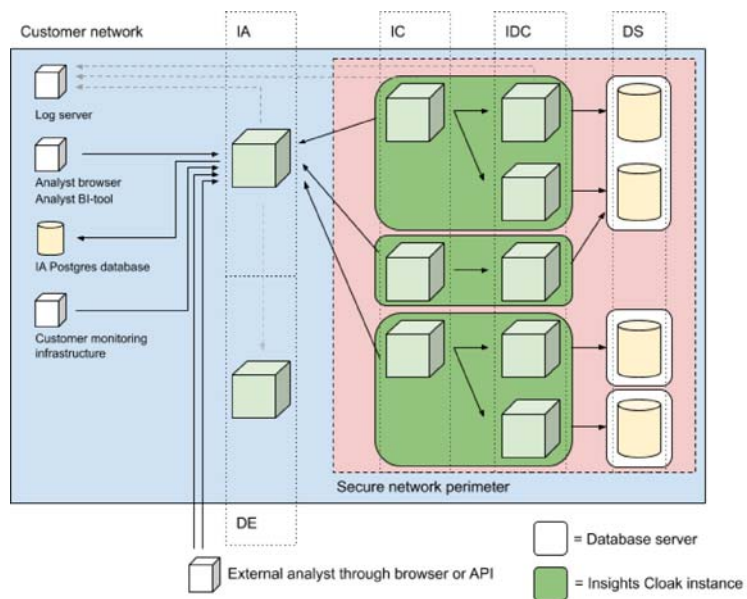 Customer network
IA
IC
IDC
DS
Log server
Analyst browser
Analyst BI-tool
IA Postgres database
Customer monitoring
infrastructure
Secure network perimeter
DE
External analyst through browser or API
= Database server
= Insights Cloak instance